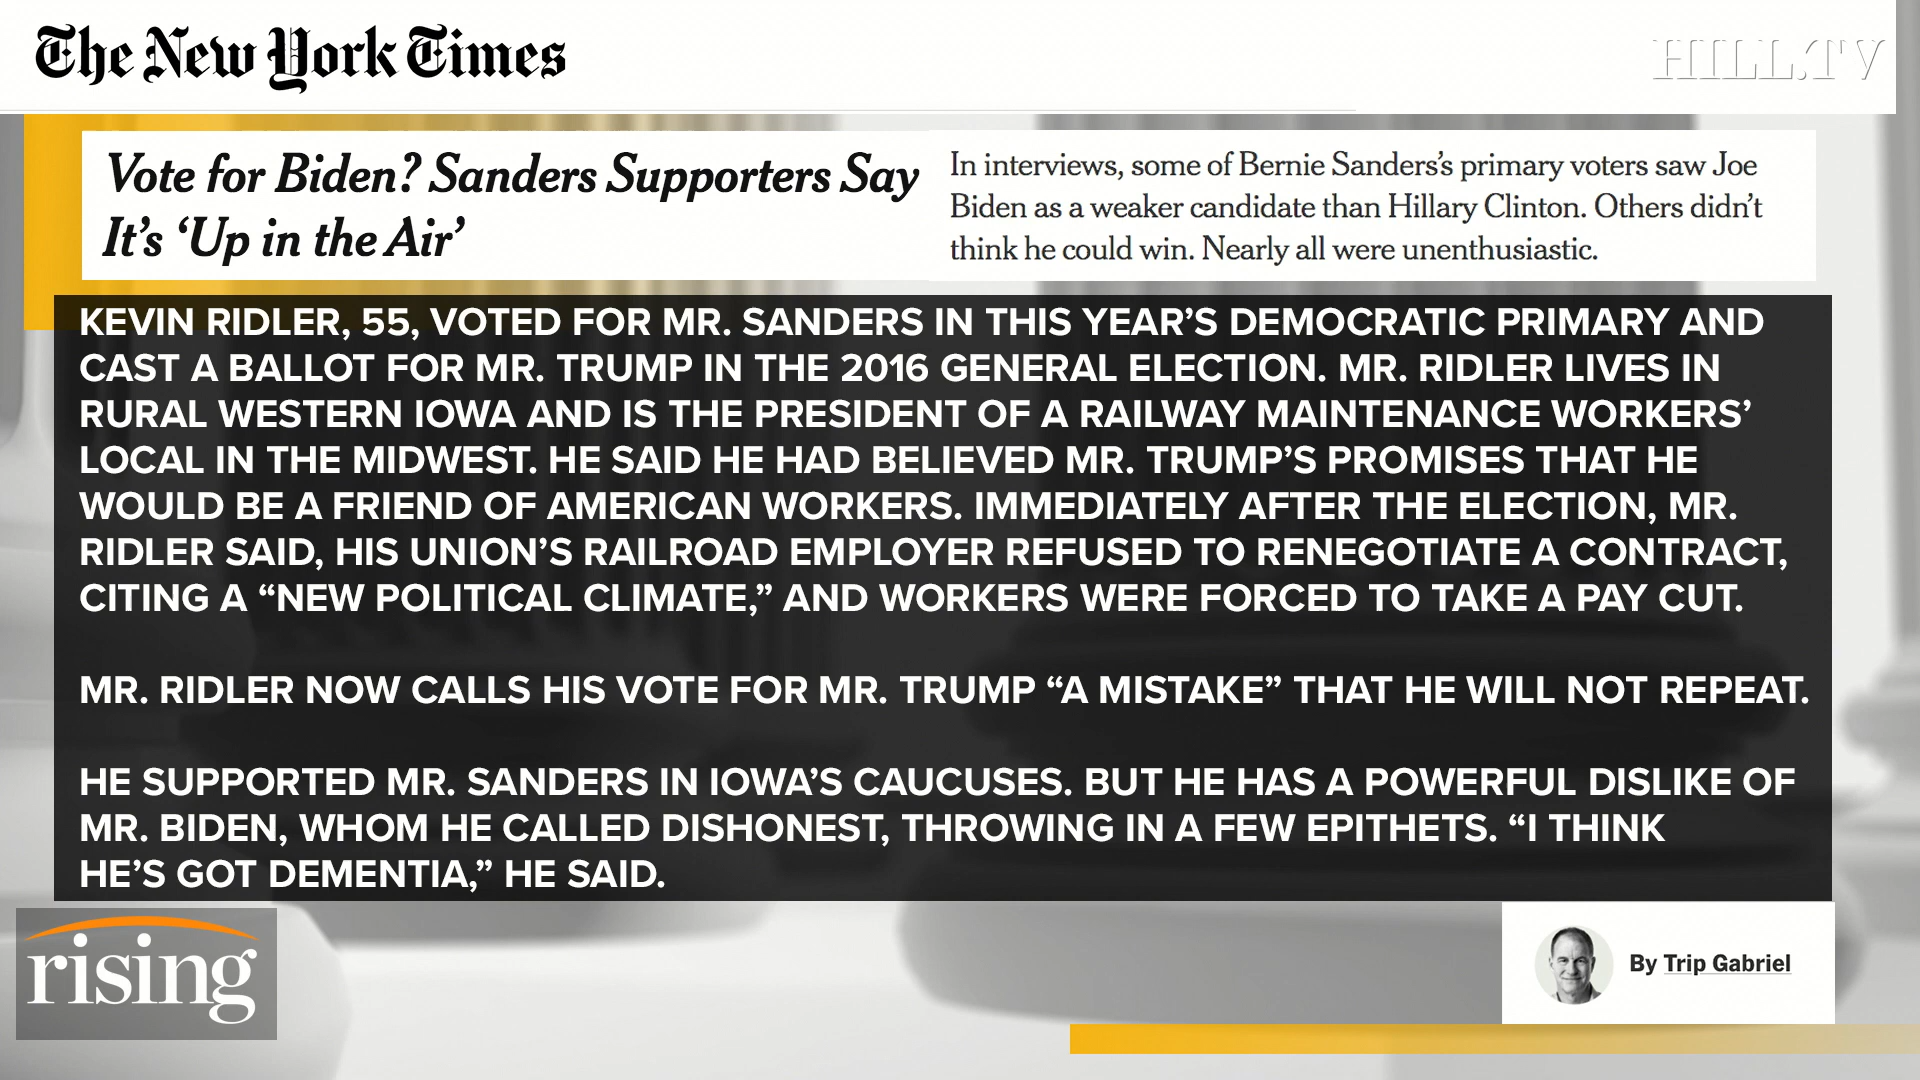 The New York Times
HILL.TV
Vote for Biden? Sanders Supporters Say
It's ‘Up in the Air’
In interviews, some of Bernie Sanders's primary voters saw Joe
Biden as a weaker candidate than Hillary Clinton. Others didn't
think he could win. Nearly all were unenthusiastic.
KEVIN RIDLER, 55, VOTED FOR MR. SANDERS IN THIS YEAR’S DEMOCRATIC PRIMARY AND
CAST A BALLOT FOR MR. TRUMP IN THE 2016 GENERAL ELECTION. MR. RIDLER LIVES IN
RURAL WESTERN IOWA AND IS THE PRESIDENT OF A RAILWAY MAINTENANCE WORKERS’
LOCAL IN THE MIDWEST. HE SAID HE HAD BELIEVED MR. TRUMP’S PROMISES THAT HE
WOULD BE A FRIEND OF AMERICAN WORKERS. IMMEDIATELY AFTER THE ELECTION, MR.
RIDLER SAID, HIS UNION’S RAILROAD EMPLOYER REFUSED TO RENEGOTIATE A CONTRACT,
CITING A “NEW POLITICAL CLIMATE,” AND WORKERS WERE FORCED TO TAKE A PAY CUT.
MR. RIDLER NOW CALLS HIS VOTE FOR MR. TRUMP “A MISTAKE” THAT HE WILL NOT REPEAT.
HE SUPPORTED MR. SANDERS IN IOWA’S CAUCUSES. BUT HE HAS A POWERFUL DISLIKE OF
MR. BIDEN, WHOM HE CALLED DISHONEST, THROWING IN A FEW EPITHETS. “I THINK
HE’S GOT DEMENTIA,” HE SAID.
rising
By Trip Gabriel